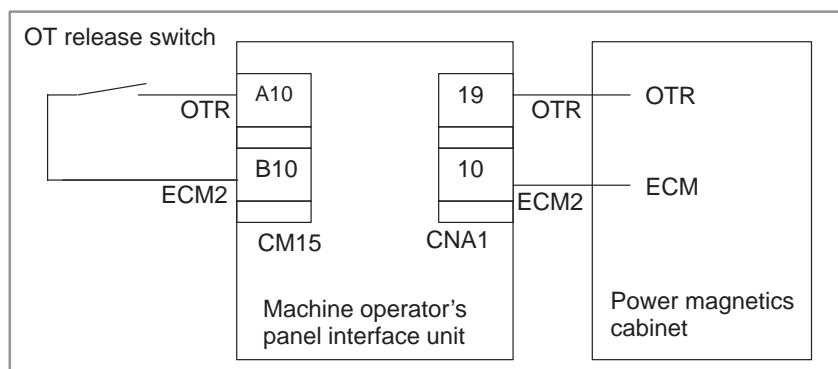 OT release switch
A10
19
OTR
OTR
OTR
B10
10
ECM2
ECM2
ECM
CM15
CNA1
Machine operator’s
panel interface unit
Power magnetics
cabinet